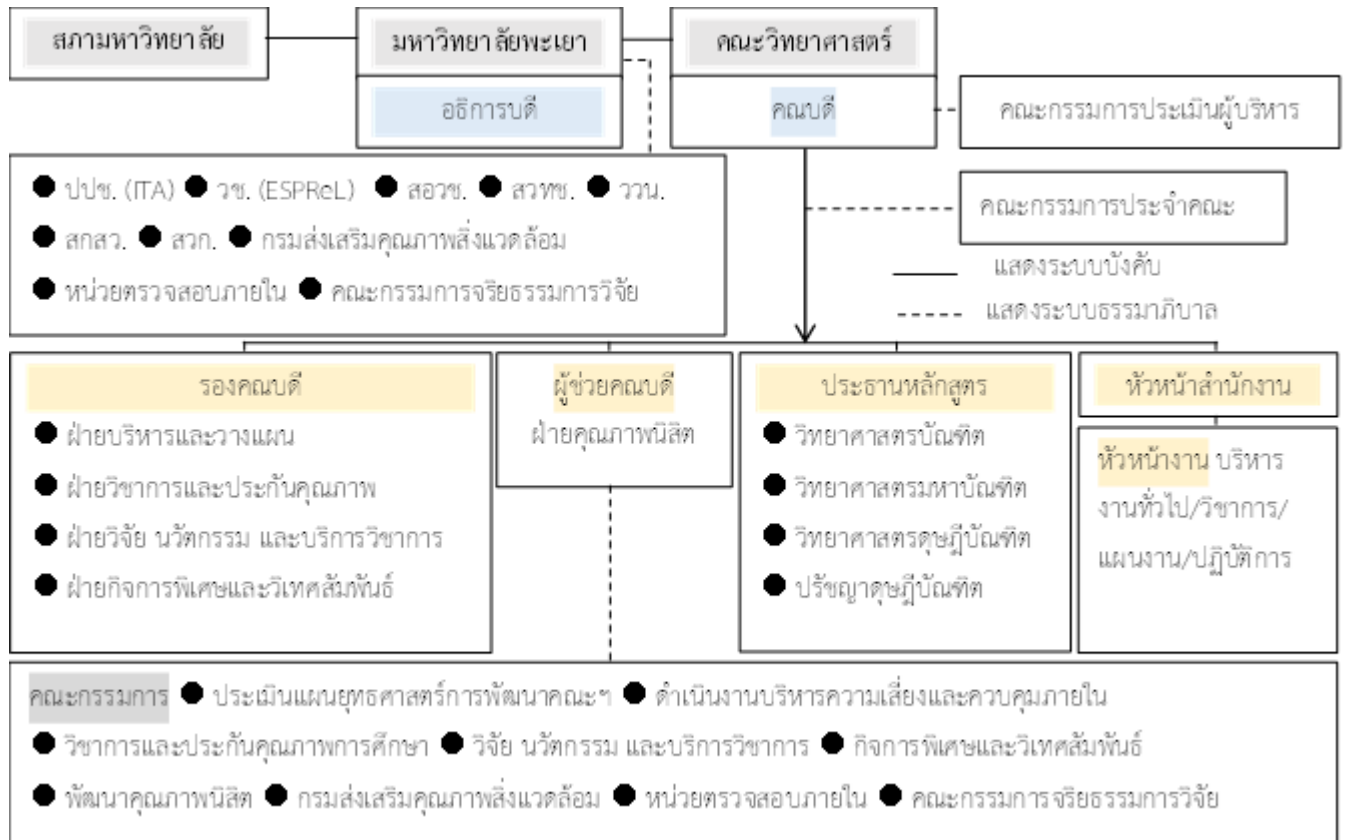 สภามหาวิทยาลัย มหาวิทยาลัยพะเยา คณะวิทยาศาสตร์
อธิการบดี คณบดี คณะกรรมการประเมินผู้บริหาร
● ปปช. (ITA) ● วช. (ESPReL) ● สอวช. ● สวทช. ● ววน.
● สกสว. ● สวก. ● กรมส่งเสริมคุณภาพสิ่งแวดล้อม
● หน่วยตรวจสอบภายใน ● คณะกรรมการจริยธรรมการวิจัย
คณะกรรมการประจำคณะ
แสดงระบบบังคับ
แสดงระบบธรรมาภิบาล
รองคณบดี
● ฝ่ายบริหารและวางแผน
● ฝ่ายวิชาการและประกันคุณภาพ
● ฝ่ายวิจัย นวัตกรรม และบริการวิชาการ
● ฝ่ายกิจการพิเศษและวิเทศสัมพันธ์
ผู้ช่วยคณบดี
ฝ่ายคุณภาพนิสิต
ประธานหลักสูตร
● วิทยาศาสตรบัณฑิต
● วิทยาศาสตรมหาบัณฑิต
● วิทยาศาสตรดุษฎีบัณฑิต
● ปรัชญาดุษฎีบัณฑิต
หัวหน้าสำนักงาน
หัวหน้างาน บริหาร
งานทั่วไป/วิชาการ/
แผนงาน/ปฏิบัติการ
คณะกรรมการ ● ประเมินแผนยุทธศาสตร์การพัฒนาคณะฯ ● ดำเนินงานบริหารความเสี่ยงและควบคุมภายใน
● วิชาการและประกันคุณภาพการศึกษา ● วิจัย นวัตกรรม และบริการวิชาการ ● กิจการพิเศษและวิเทศสัมพันธ์
● พัฒนาคุณภาพนิสิต ● กรมส่งเสริมคุณภาพสิ่งแวดล้อม ● หน่วยตรวจสอบภายใน ● คณะกรรมการจริยธรรมการวิจัย